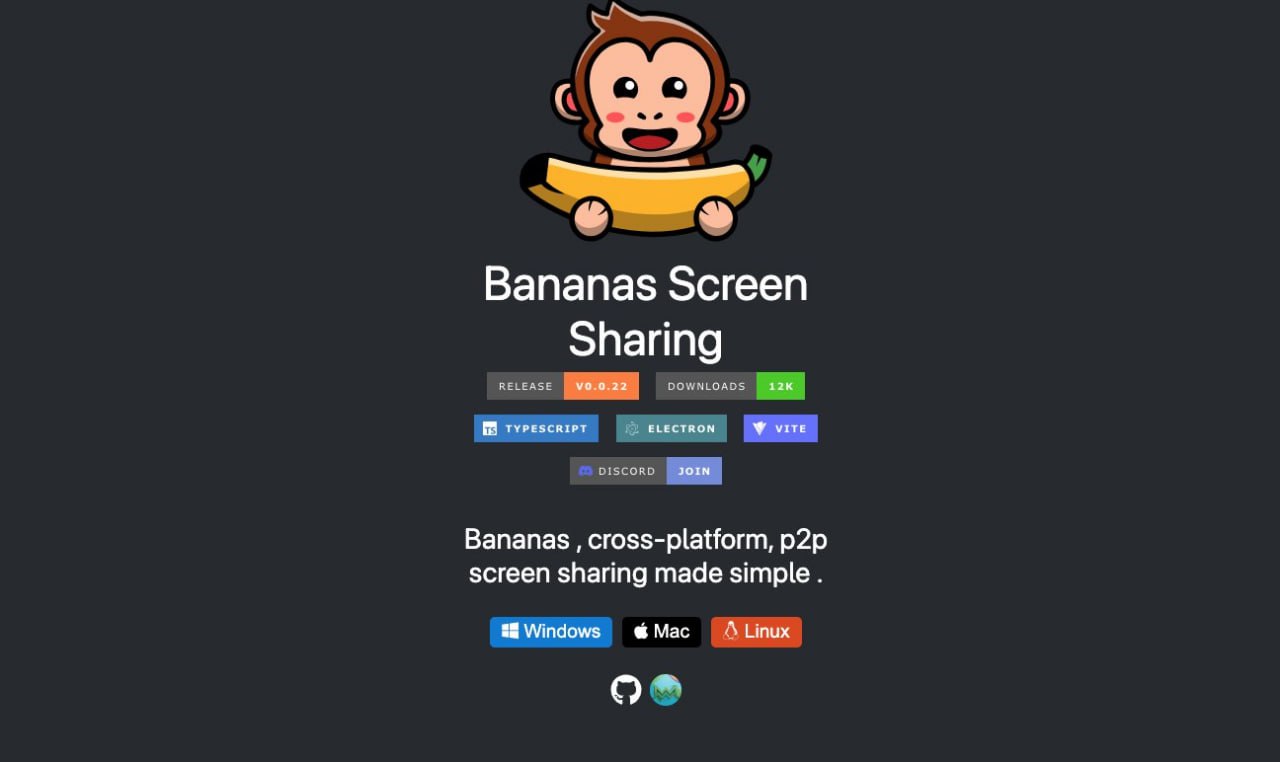 Bananas Screen
Sharing
RELEASE V0.0.22 DOWNLOADS 12K
TS TYPESCRIPT ELECTRON VITE
DISCORD JOIN
Bananas , cross-platform, p2p
screen sharing made simple .
Windows Mac Linux